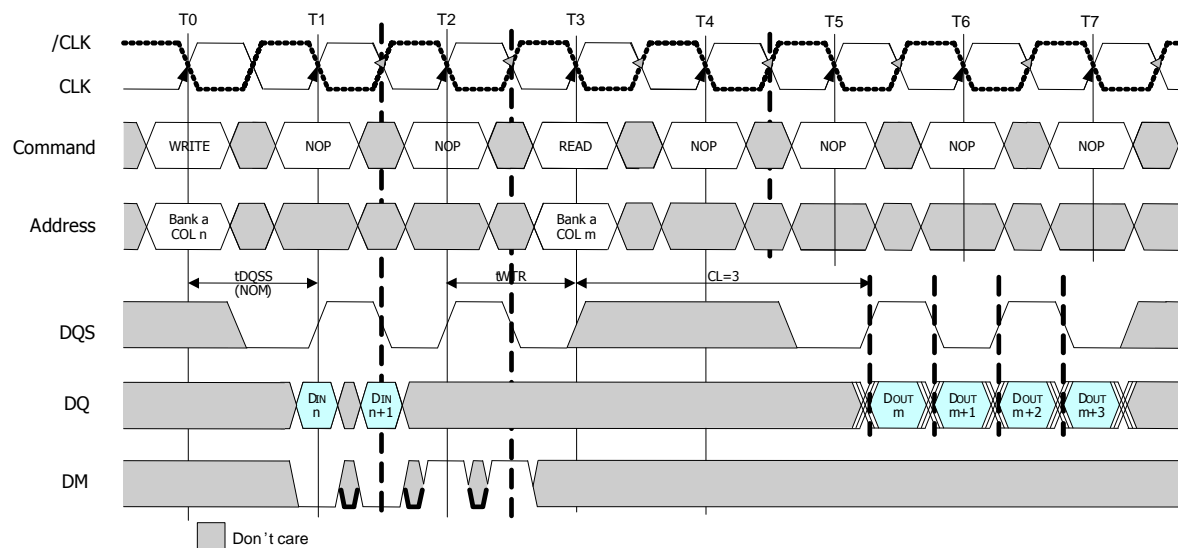 T0 T1 T2 T3 T4 T5 T6 T7
/CLK
CLK
Command WRITE NOP NOP READ NOP NOP NOP NOP
Address Bank a COL n Bank a COL m
tDQSS (NOM) tWTR CL=3
DQS
DQ DIN n DIN n+1 DOUT m DOUT m+1 DOUT m+2 DOUT m+3
DM
Don't care